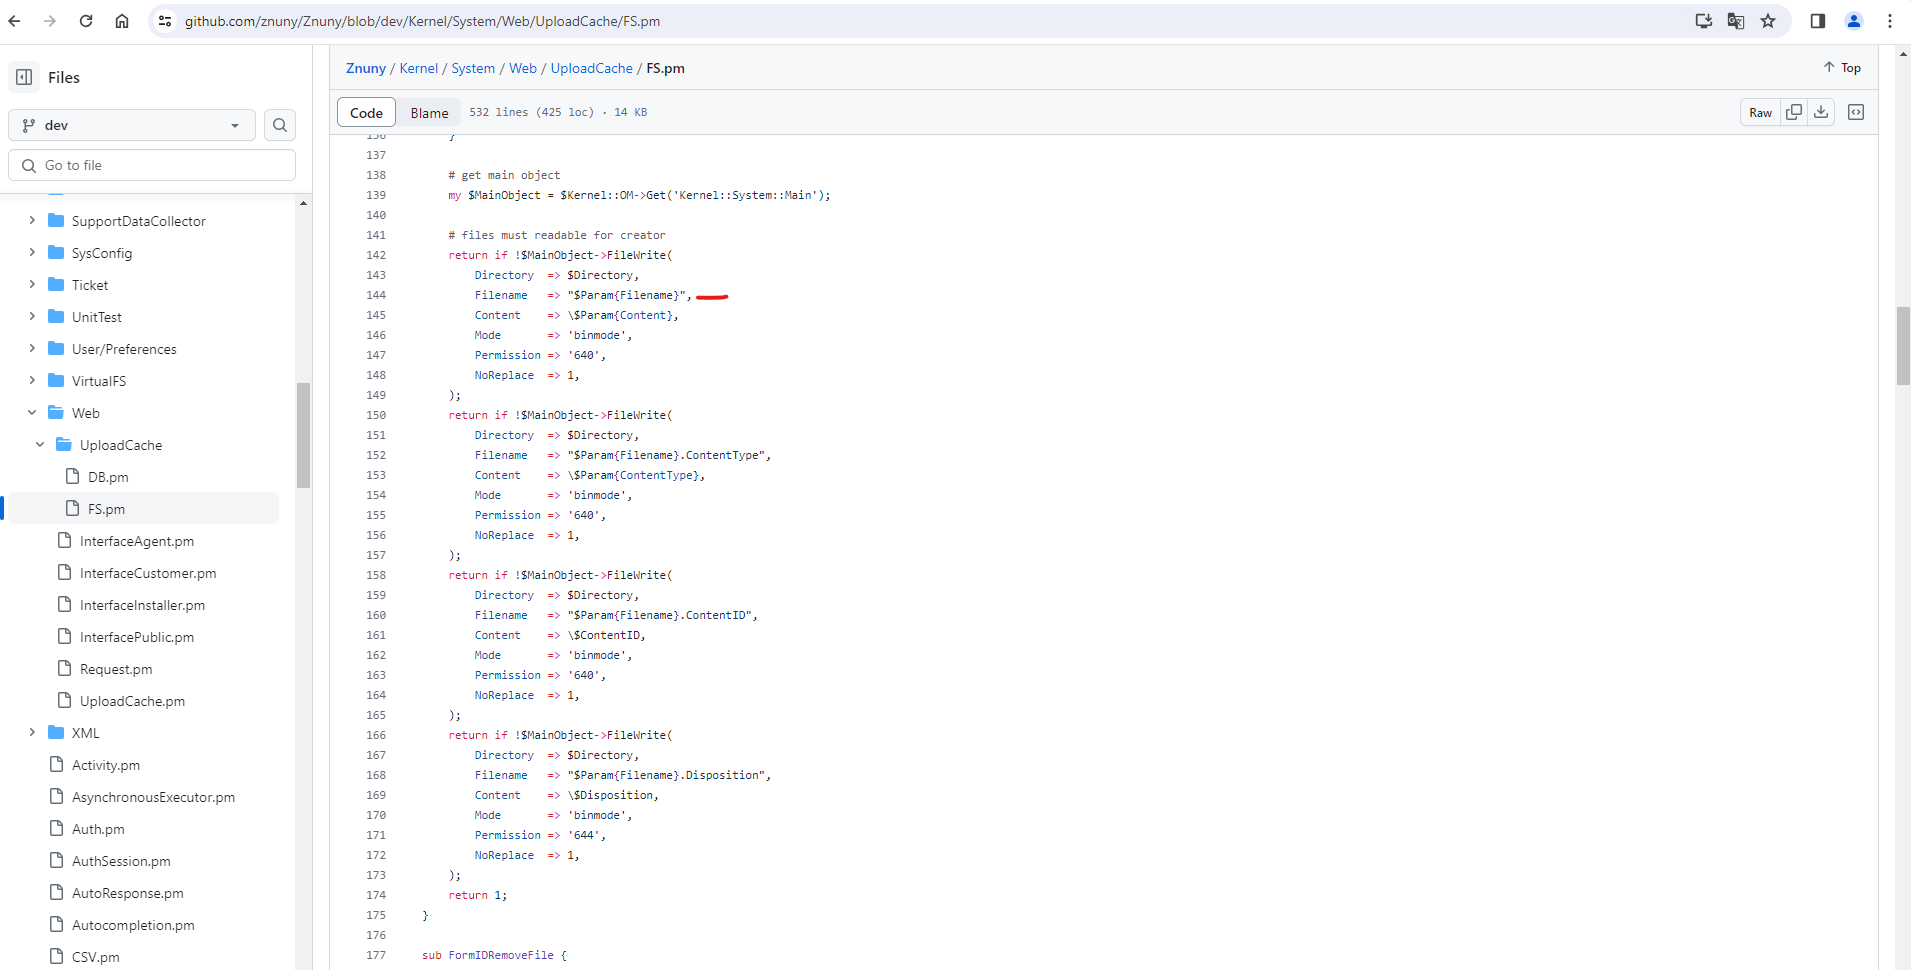 github.com/znuny/Znuny/blob/dev/Kernel/System/Web/UploadCache/FS.pm
Files
dev
Go to file
SupportDataCollector
SysConfig
Ticket
UnitTest
User/Preferences
VirtualFS
Web
UploadCache
DB.pm
FS.pm
InterfaceAgent.pm
InterfaceCustomer.pm
InterfaceInstaller.pm
InterfacePublic.pm
Request.pm
UploadCache.pm
XML
Activity.pm
AsynchronousExecutor.pm
Auth.pm
AuthSession.pm
AutoResponse.pm
Autocompletion.pm
CSV.pm
Znuny / Kernel / System / Web / UploadCache / FS.pm
Top
Code Blame 532 lines (425 loc) · 14 KB
Raw
136 }
137
138 # get main object
139 my $MainObject = $Kernel::OM->Get('Kernel::System::Main');
140
141 # files must readable for creator
142 return if !$MainObject->FileWrite(
143 Directory => $Directory,
144 Filename => "$Param{Filename}",
145 Content => \$Param{Content},
146 Mode => 'binmode',
147 Permission => '640',
148 NoReplace => 1,
149 );
150 return if !$MainObject->FileWrite(
151 Directory => $Directory,
152 Filename => "$Param{Filename}.ContentType",
153 Content => \$Param{ContentType},
154 Mode => 'binmode',
155 Permission => '640',
156 NoReplace => 1,
157 );
158 return if !$MainObject->FileWrite(
159 Directory => $Directory,
160 Filename => "$Param{Filename}.ContentID",
161 Content => \$ContentID,
162 Mode => 'binmode',
163 Permission => '640',
164 NoReplace => 1,
165 );
166 return if !$MainObject->FileWrite(
167 Directory => $Directory,
168 Filename => "$Param{Filename}.Disposition",
169 Content => \$Disposition,
170 Mode => 'binmode',
171 Permission => '644',
172 NoReplace => 1,
173 );
174 return 1;
175 }
176
177 sub FormIDRemoveFile {